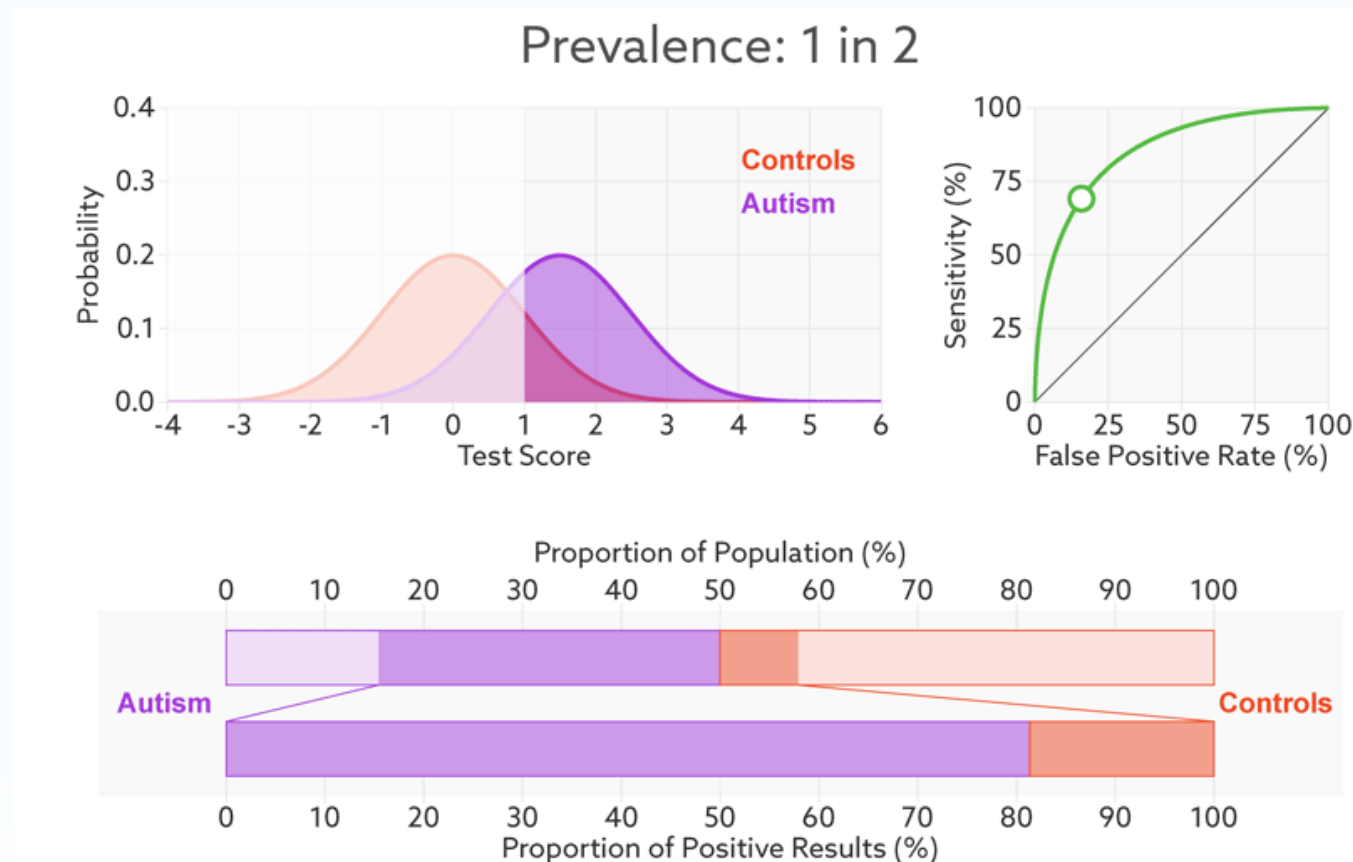 Prevalence: 1 in 2
0.4
0.3
0.2
0.1
0.0
Probability
-4 -3 -2 -1 0 1 2 3 4 5 6
Test Score
Controls
Autism
100
75
50
25
0
Sensitivity (%)
0 25 50 75 100
False Positive Rate (%)
Proportion of Population (%)
0 10 20 30 40 50 60 70 80 90 100
Autism
Controls
0 10 20 30 40 50 60 70 80 90 100
Proportion of Positive Results (%)